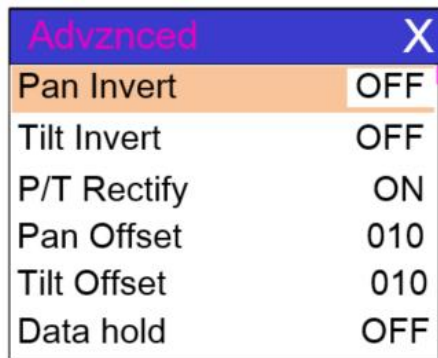 Advznced X
Pan Invert OFF
Tilt Invert OFF
P/T Rectify ON
Pan Offset 010
Tilt Offset 010
Data hold OFF